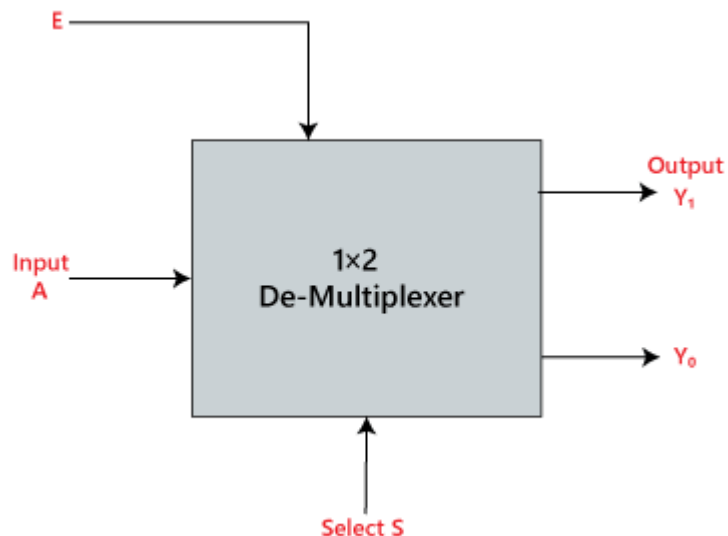 E
Output
Y₁
Input
A
1×2
De-Multiplexer
Y₀
Select S